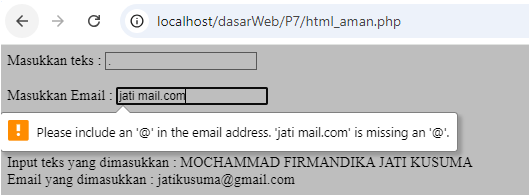 localhost/dasarWeb/P7/html_aman.php
Masukkan teks : .
Masukkan Email : jati mail.com
Please include an '@' in the email address. 'jati mail.com' is missing an '@'.
Input teks yang dimasukkan : MOCHAMMAD FIRMANDIKA JATI KUSUMA
Email yang dimasukkan : jatikusuma@gmail.com